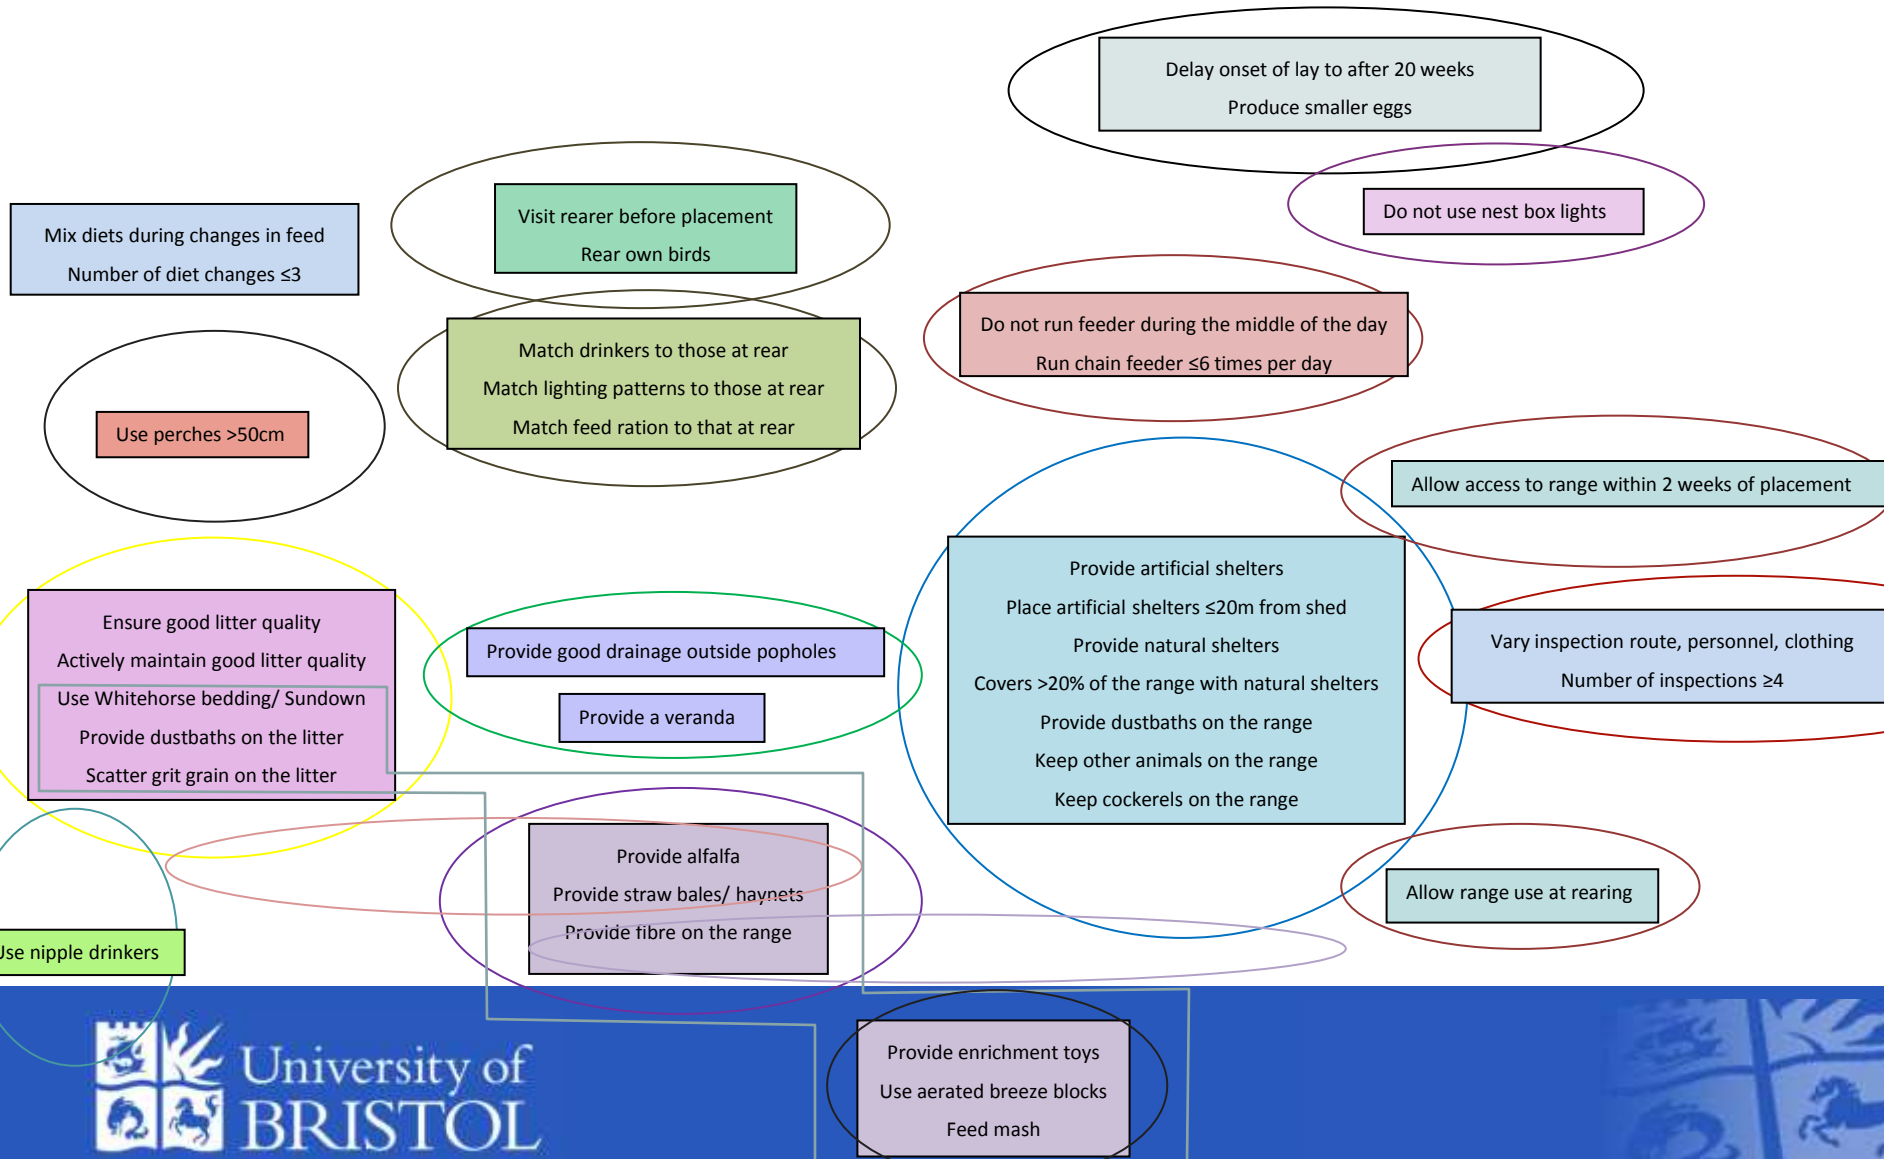 Delay onset of lay to after 20 weeks
Produce smaller eggs
Do not use nest box lights
Mix diets during changes in feed
Number of diet changes ≤3
Visit rearer before placement
Rear own birds
Do not run feeder during the middle of the day
Run chain feeder ≤6 times per day
Match drinkers to those at rear
Match lighting patterns to those at rear
Match feed ration to that at rear
Use perches >50cm
Allow access to range within 2 weeks of placement
Provide artificial shelters
Place artificial shelters ≤20m from shed
Provide natural shelters
Covers >20% of the range with natural shelters
Provide dustbaths on the range
Keep other animals on the range
Keep cockerels on the range
Ensure good litter quality
Actively maintain good litter quality
Use Whitehorse bedding/ Sundown
Provide dustbaths on the litter
Scatter grit grain on the litter
Provide good drainage outside popholes
Provide a veranda
Vary inspection route, personnel, clothing
Number of inspections ≥4
Provide alfalfa
Provide straw bales/ haynets
Provide fibre on the range
Allow range use at rearing
Use nipple drinkers
Provide enrichment toys
Use aerated breeze blocks
Feed mash
University of
BRISTOL